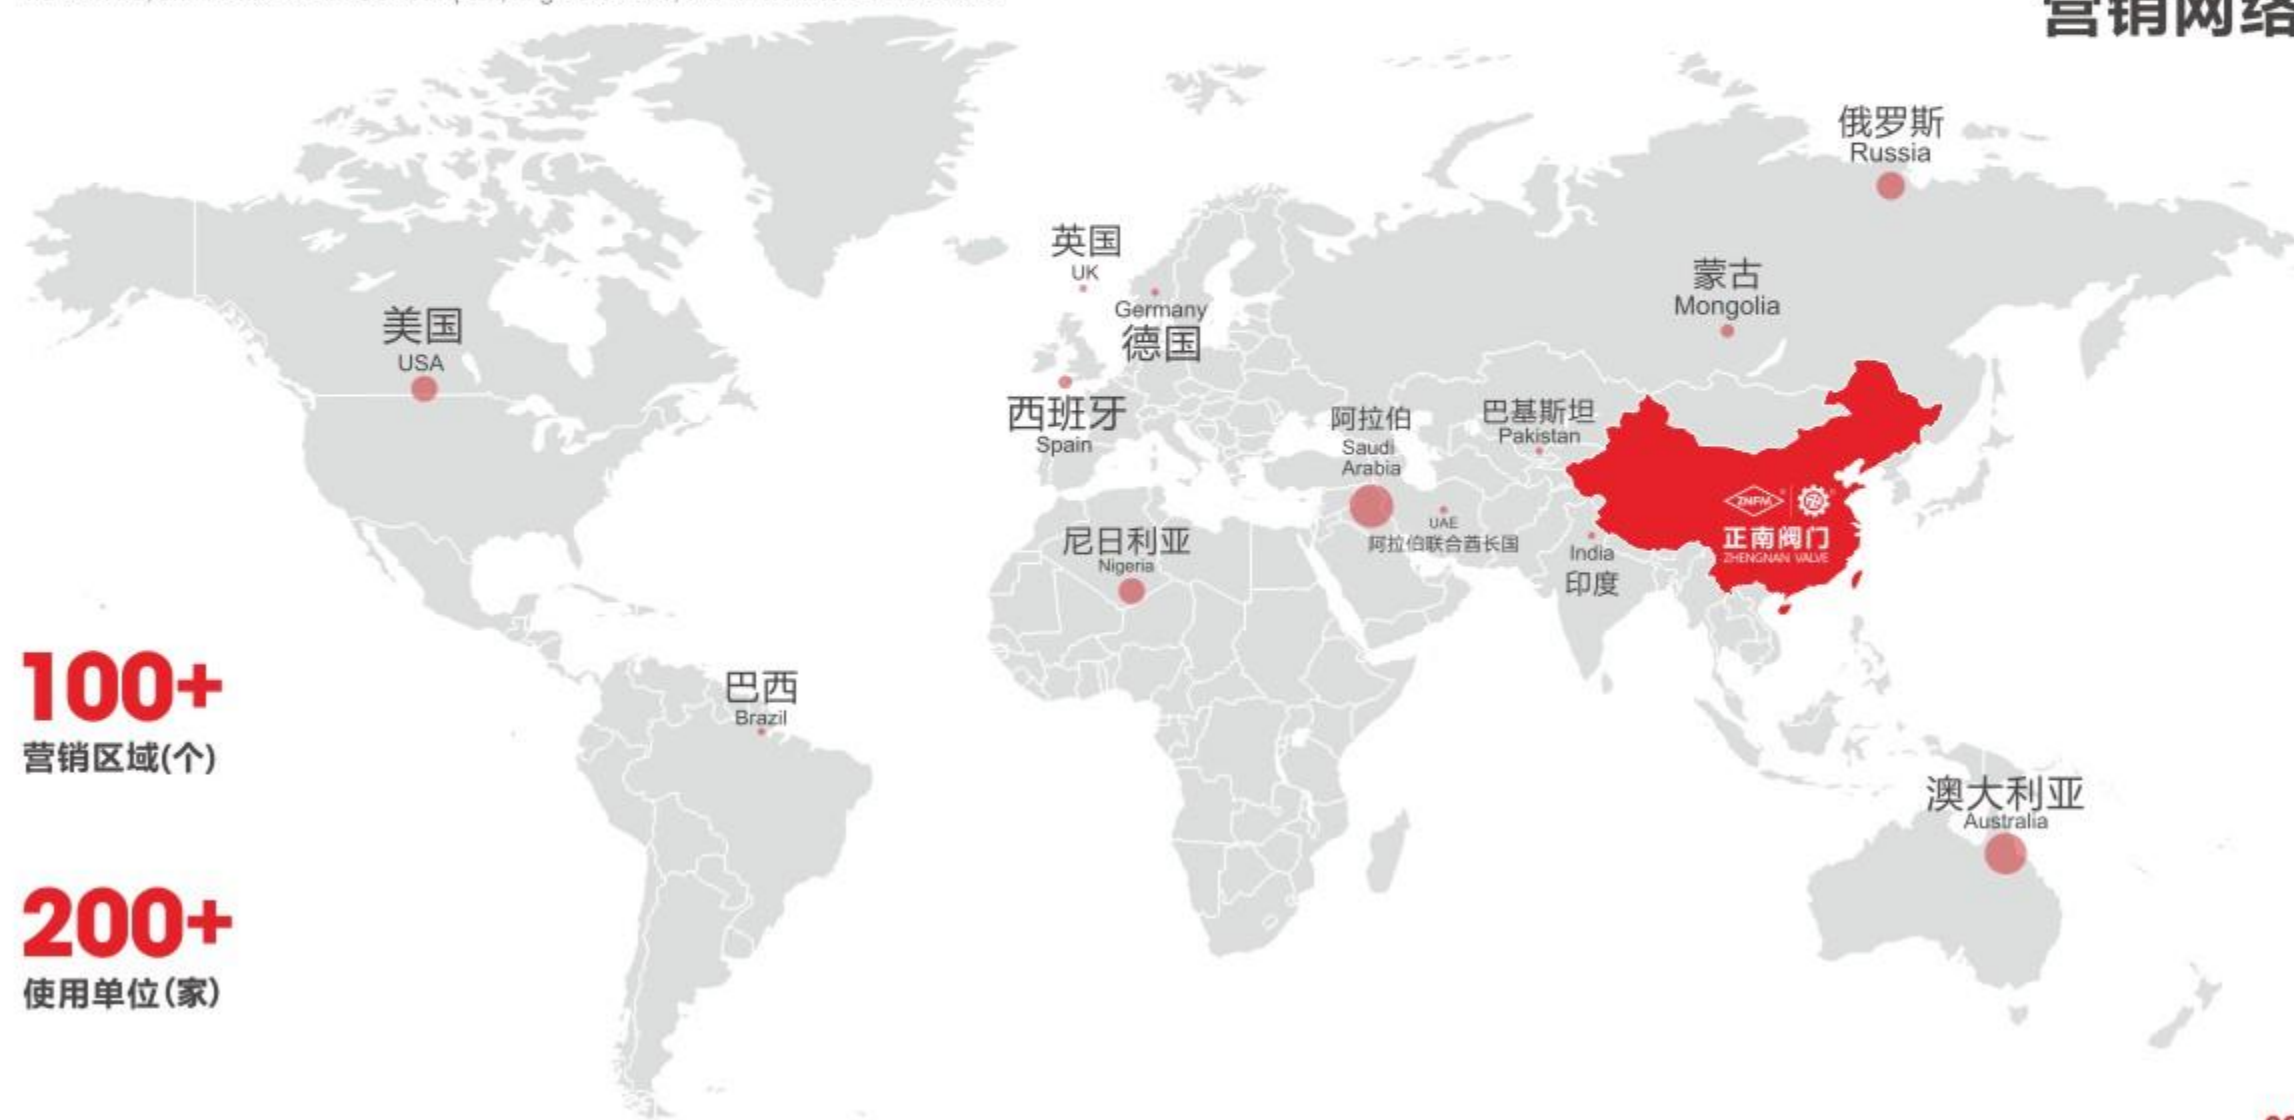 营销网络
俄罗斯
Russia
英国
UK
蒙古
Mongolia
Germany
德国
美国
USA
西班牙
Spain
阿拉伯
Saudi
Arabia
巴基斯坦
Pakistan
ZNFM
正南阀门
ZHENGNAN VALVE
UAE
阿拉伯联合酋长国
India
印度
尼日利亚
Nigeria
100+
营销区域(个)
巴西
Brazil
澳大利亚
Australia
200+
使用单位(家)